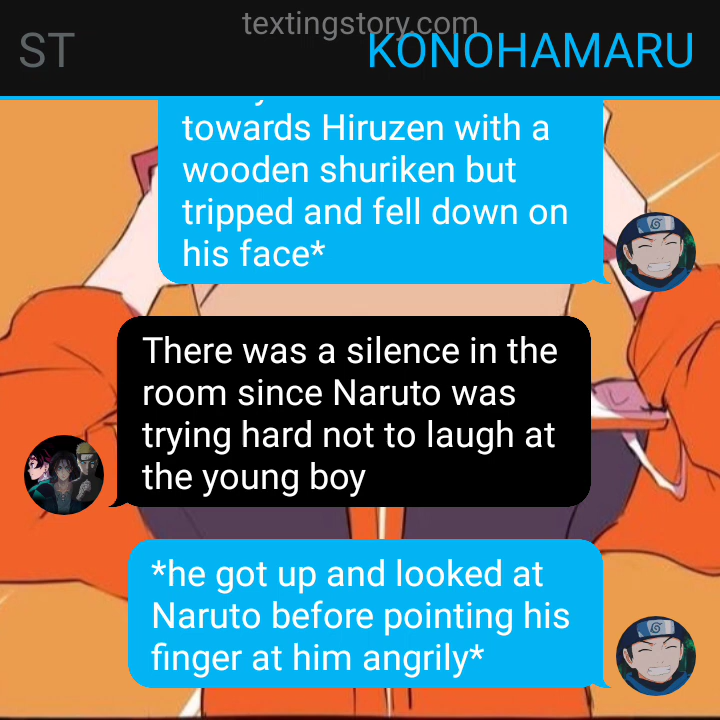 textingstory.com
ST
KONOHAMARU
towards Hiruzen with a
wooden shuriken but
tripped and fell down on
his face*
There was a silence in the
room since Naruto was
trying hard not to laugh at
the young boy
*he got up and looked at
Naruto before pointing his
finger at him angrily*